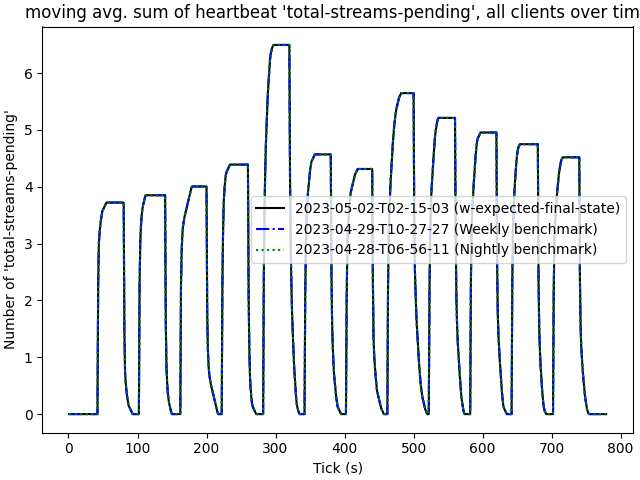 moving avg. sum of heartbeat 'total-streams-pending', all clients over tim
Number of 'total-streams-pending'
6
5
4
3
2
1
0
2023-05-02-T02-15-03 (w-expected-final-state)
2023-04-29-T10-27-27 (Weekly benchmark)
2023-04-28-T06-56-11 (Nightly benchmark)
0 100 200 300 400 500 600 700 800
Tick (s)